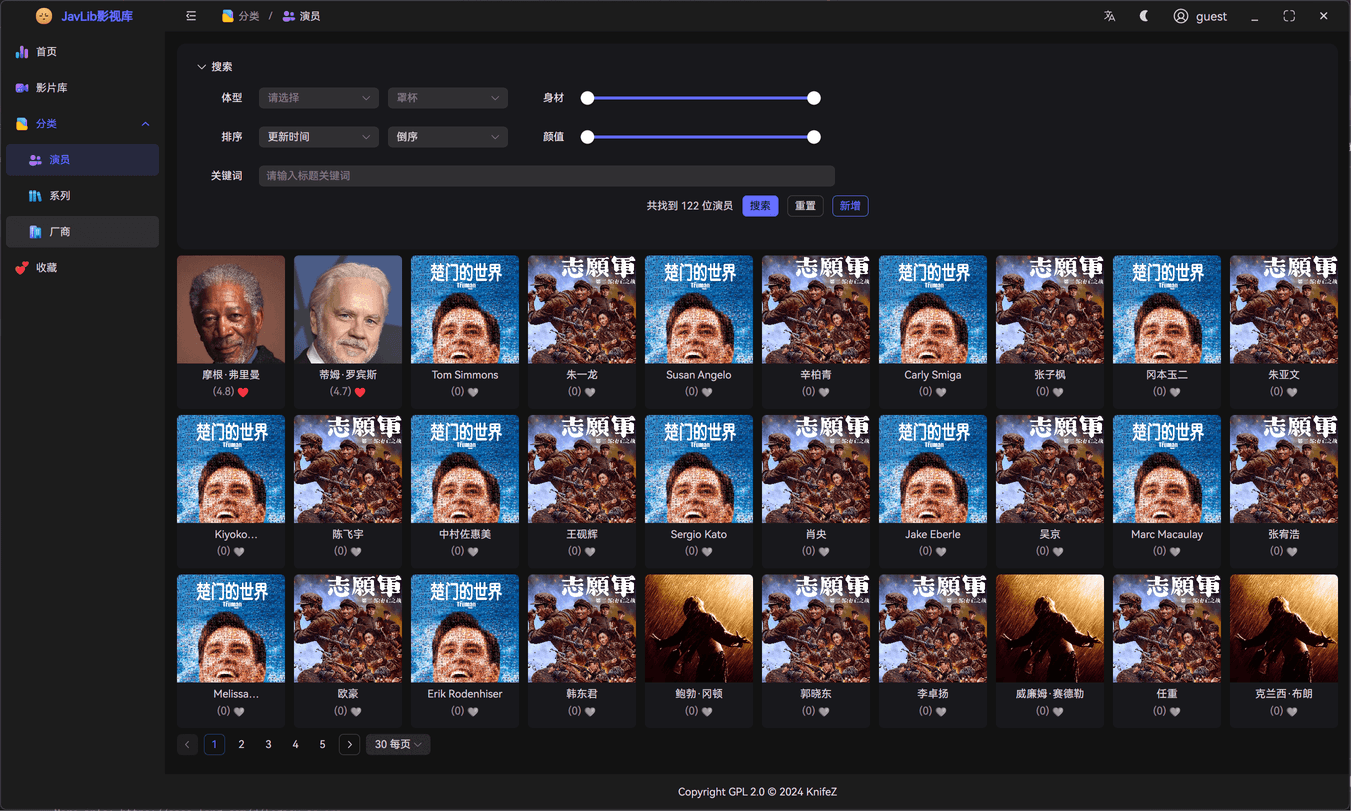 JavLib影视库
分类 / 演员
guest
首页
影片库
分类
演员
系列
厂商
收藏
搜索
体型 请选择 罩杯 身材
排序 更新时间 倒序 颜值
关键词 请输入标题关键词
共找到 122 位演员 搜索 重置 新增
楚门的世界 志願軍 楚门的世界 志願軍 楚门的世界 志願軍 楚门的世界 志願軍
Truman Truman Truman Truman
摩根·弗里曼 蒂姆·罗宾斯 Tom Simmons 朱一龙 Susan Angelo 辛柏青 Carly Smiga 张子枫 冈本玉二 朱亚文
(4.8) (4.7) (0) (0) (0) (0) (0) (0) (0) (0)
楚门的世界 志願軍 楚门的世界 志願軍 楚门的世界 志願軍 楚门的世界 志願軍 楚门的世界 志願軍
Truman Truman Truman Truman Truman
Kiyoko... 陈飞宇 中村佐惠美 王砚辉 Sergio Kato 肖央 Jake Eberle 吴京 Marc Macaulay 张宥浩
(0) (0) (0) (0) (0) (0) (0) (0) (0) (0)
楚门的世界 志願軍 楚门的世界 志願軍 志願軍 志願軍 志願軍
Truman Truman
Melissa... 欧豪 Erik Rodenhiser 韩东君 鲍勃·冈顿 郭晓东 李卓扬 威廉姆·赛德勒 任重 克兰西·布朗
(0) (0) (0) (0) (0) (0) (0) (0) (0) (0)
1 2 3 4 5 30 每页
Copyright GPL 2.0 © 2024 KnifeZ